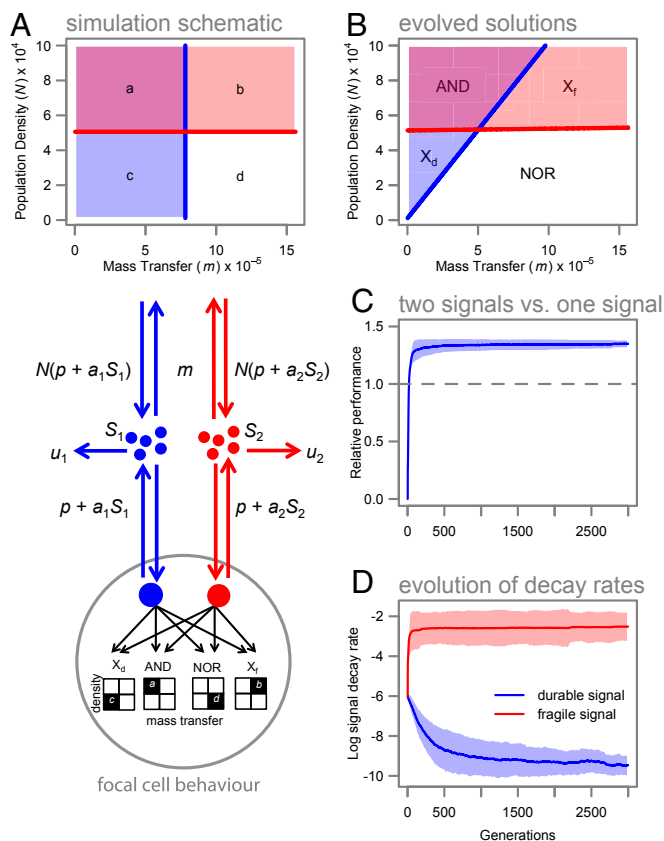 A simulation schematic
Population Density (N) x 10⁴
10
8
6
4
2
0
a
b
c
d
0 5 10 15
Mass Transfer (m) x 10⁻⁵
B evolved solutions
Population Density (N) x 10⁴
10
8
6
4
2
0
AND
X_f
X_d
NOR
0 5 10 15
Mass Transfer (m) x 10⁻⁵
N(p + a₁S₁) m N(p + a₂S₂)
S₁ S₂
u₁ u₂
p + a₁S₁ p + a₂S₂
X_d AND NOR X_f
density
c a d b
mass transfer
focal cell behaviour
C two signals vs. one signal
Relative performance
1.5
1.0
0.5
0.0
0 500 1500 2500
D evolution of decay rates
Log signal decay rate
-2
-4
-6
-8
-10
durable signal
fragile signal
0 500 1500 2500
Generations